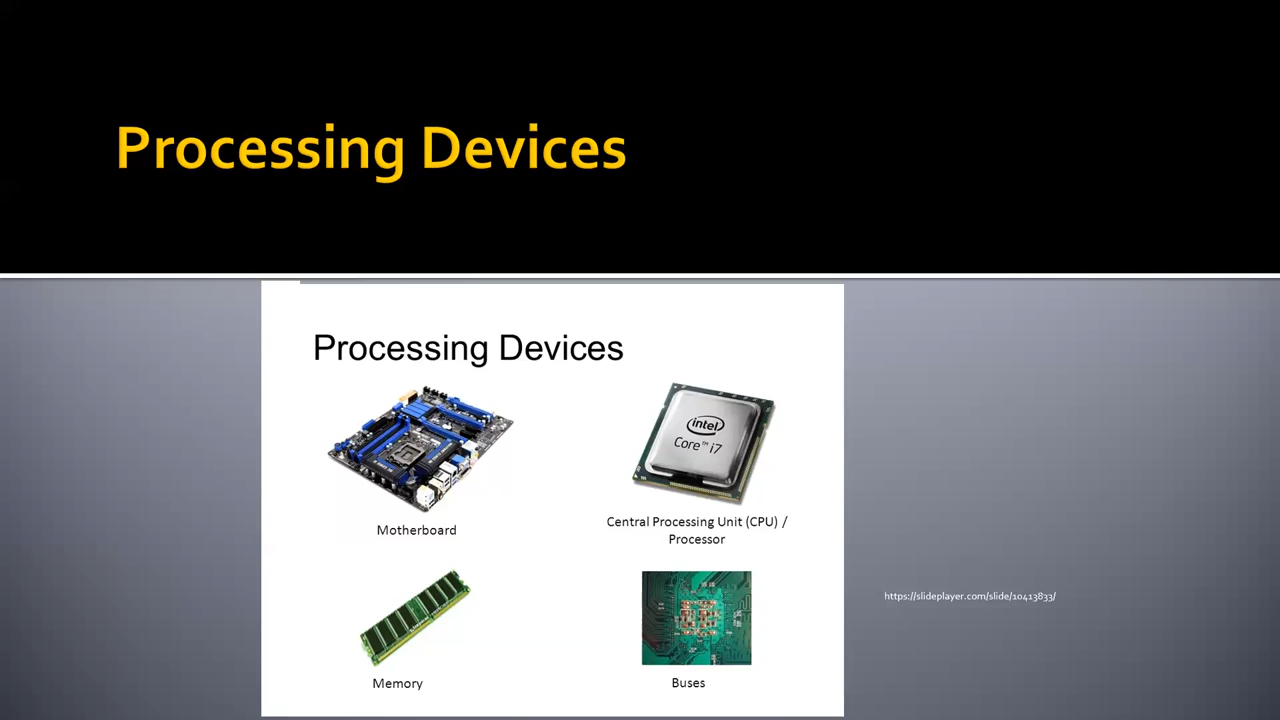 Processing Devices
Processing Devices
intel
Core™ i7
Motherboard
Central Processing Unit (CPU) /
Processor
https://slideplayer.com/slide/10413833/
Memory
Buses